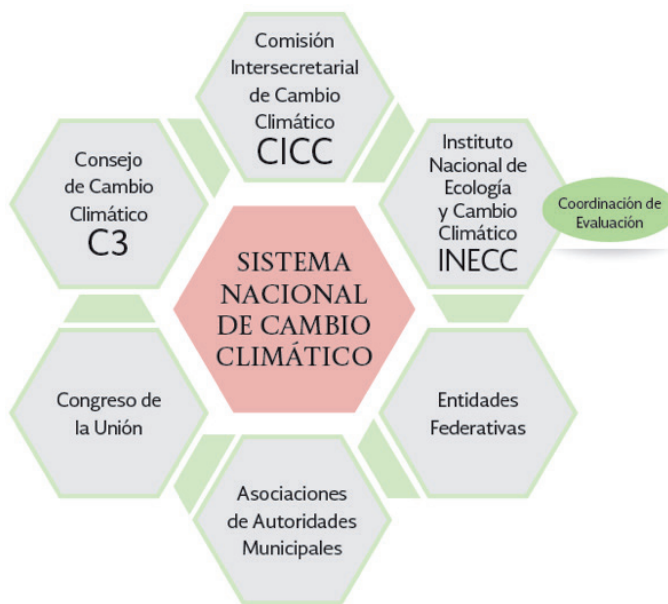 Comisión
Intersecretarial
de Cambio
Climático
CICC
Consejo
de Cambio
Climático
C3
Instituto
Nacional de
Ecología
y Cambio
Climático
INECC
Coordinación de
Evaluación
SISTEMA
NACIONAL
DE CAMBIO
CLIMÁTICO
Congreso de
la Unión
Entidades
Federativas
Asociaciones
de Autoridades
Municipales